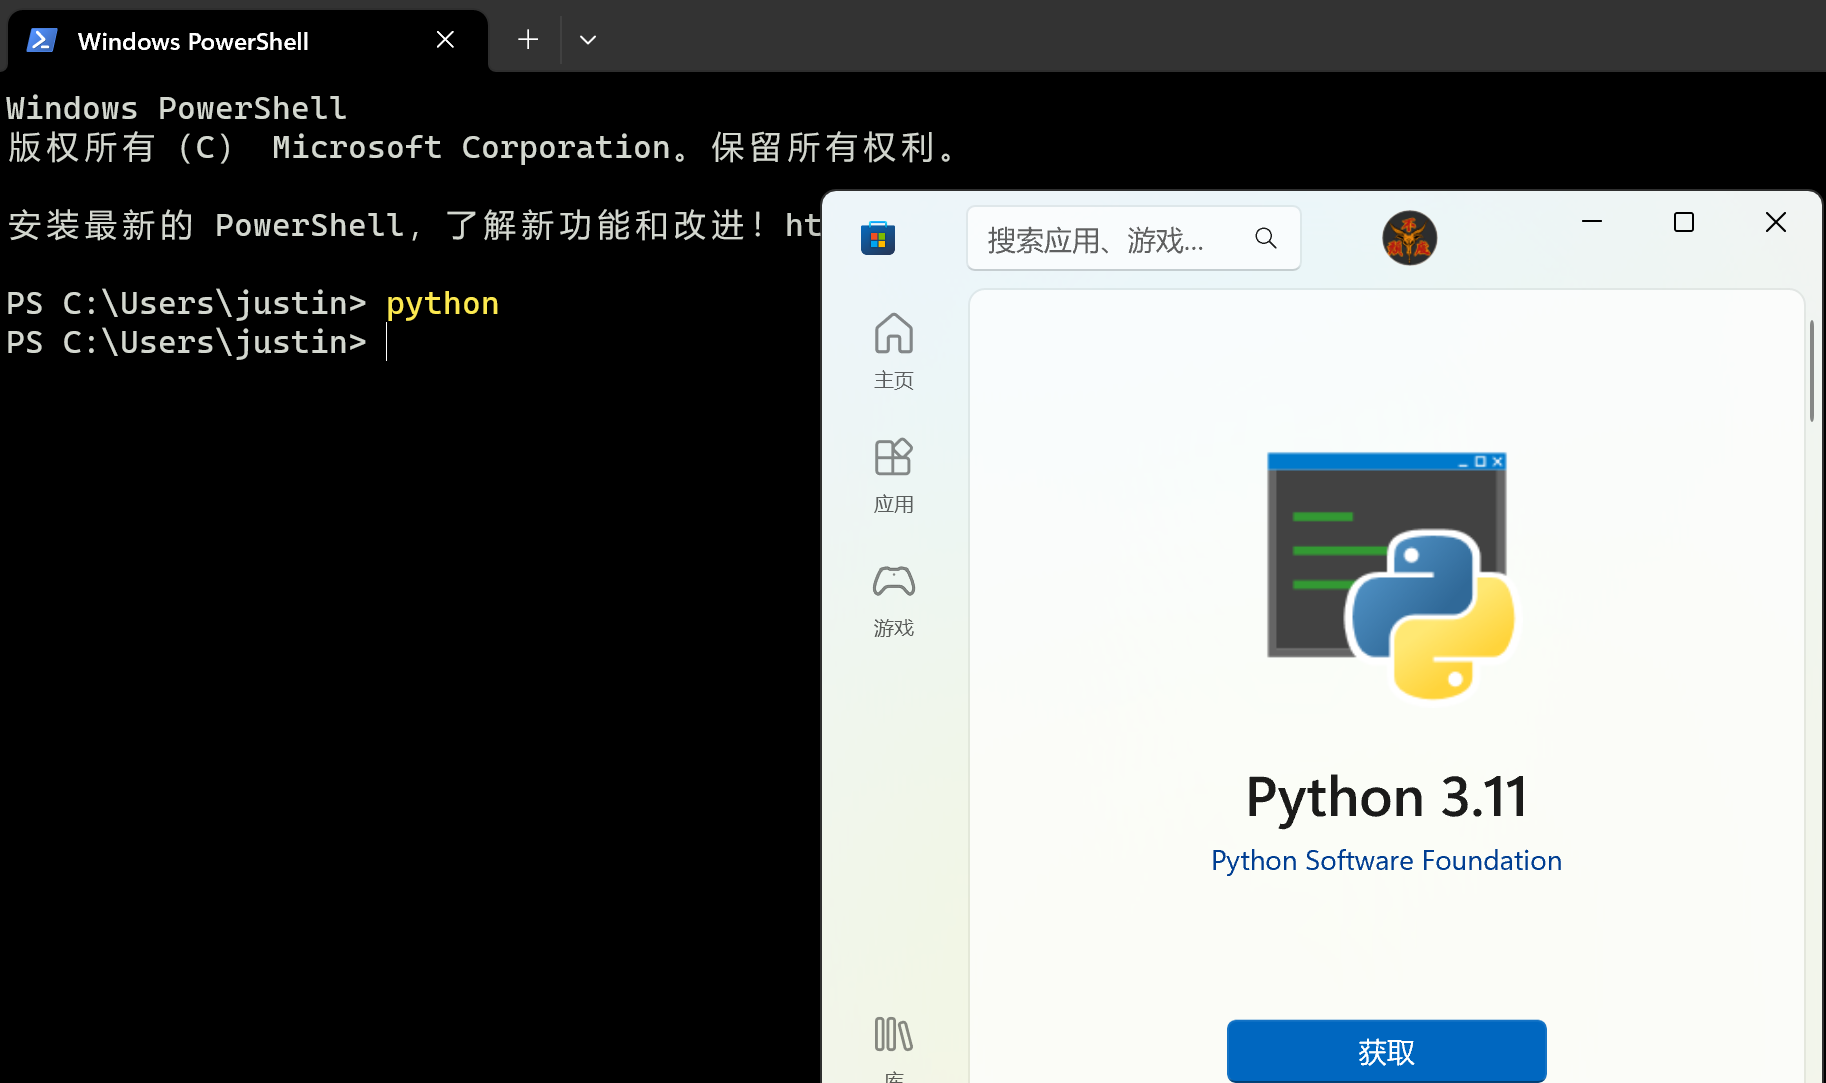 Windows PowerShell
Windows PowerShell
版权所有（C） Microsoft Corporation。保留所有权利。
安装最新的 PowerShell，了解新功能和改进！ht
PS C:\Users\justin> python
PS C:\Users\justin>
搜索应用、游戏...
主页
应用
游戏
库
Python 3.11
Python Software Foundation
获取